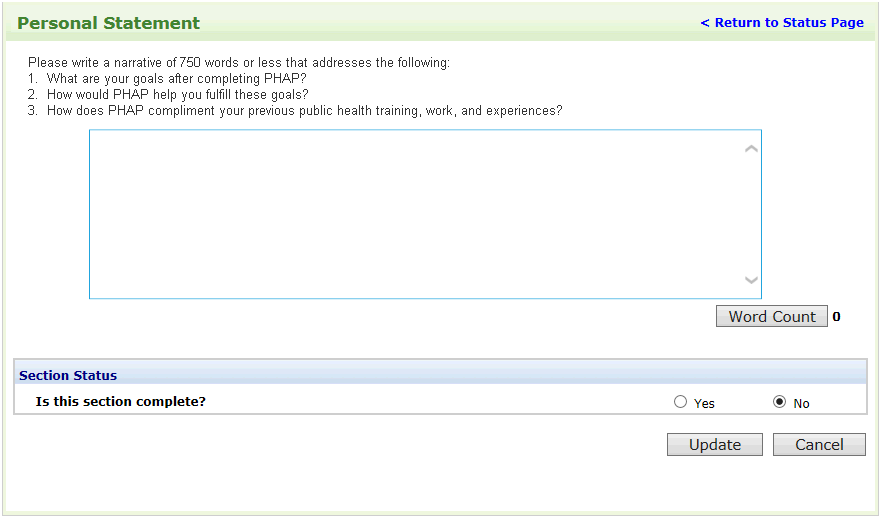 Personal Statement
< Return to Status Page
Please write a narrative of 750 words or less that addresses the following:
1. What are your goals after completing PHAP?
2. How would PHAP help you fulfill these goals?
3. How does PHAP compliment your previous public health training, work, and experiences?
Word Count 0
Section Status
Is this section complete? Yes No
Update Cancel